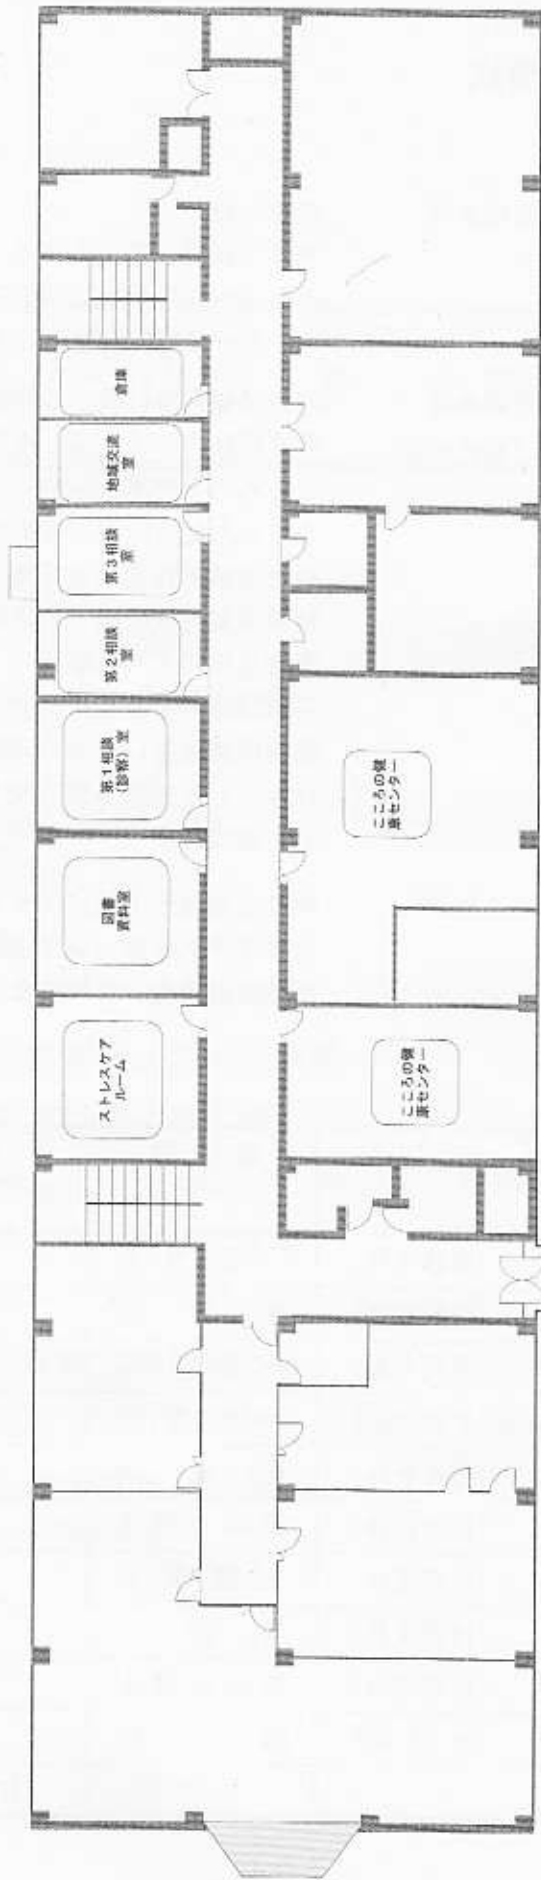 ストレスケア
ルーム
図書
資料室
第1相談
（診察）室
第2相談
室
第3相談
室
地域交流
室
倉庫
こころの健
康センター
こころの健
康センター